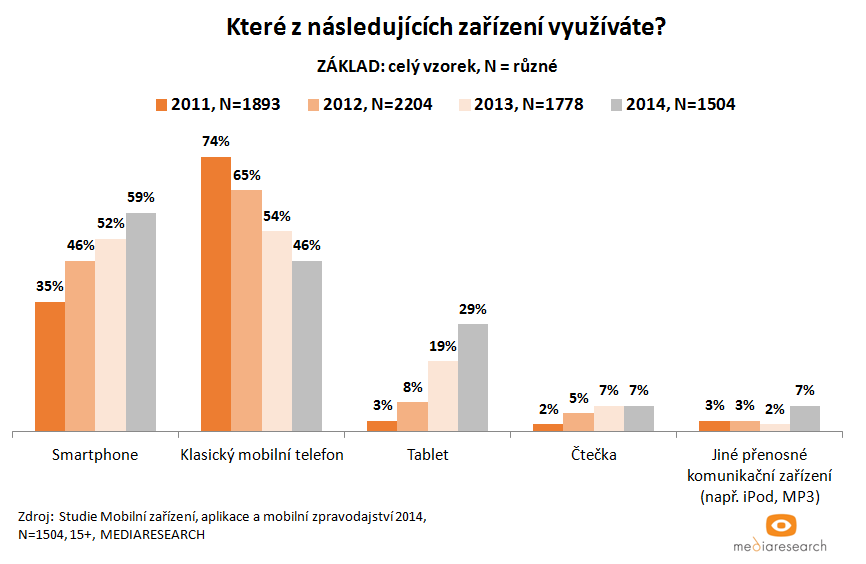 Které z následujících zařízení využíváte?
ZÁKLAD: celý vzorek, N = různé
2011, N=1893 2012, N=2204 2013, N=1778 2014, N=1504
35% 46% 52% 59%
74% 65% 54% 46%
3% 8% 19% 29%
2% 5% 7% 7%
3% 3% 2% 7%
Smartphone
Klasický mobilní telefon
Tablet
Čtečka
Jiné přenosné
komunikační zařízení
(např. iPod, MP3)
Zdroj: Studie Mobilní zařízení, aplikace a mobilní zpravodajství 2014,
N=1504, 15+, MEDIARESEARCH
mediaresearch